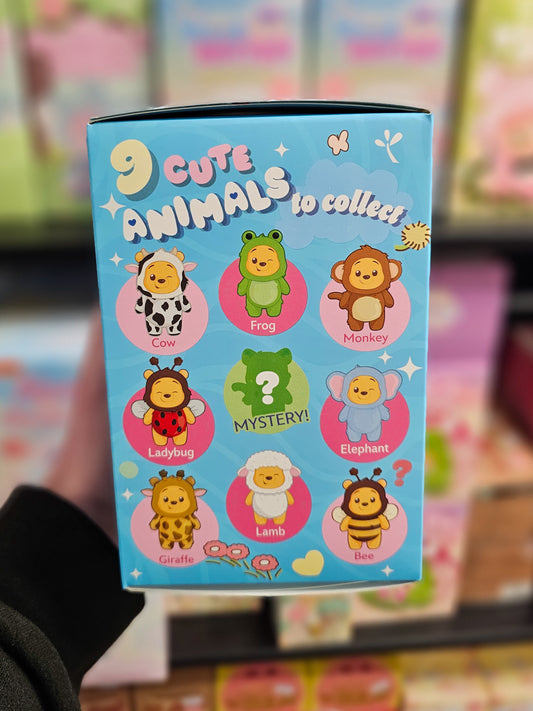 9 CUTE
ANIMALS to collect
Cow
Frog
Monkey
Ladybug
?
MYSTERY!
Elephant
?
Giraffe
Lamb
Bee